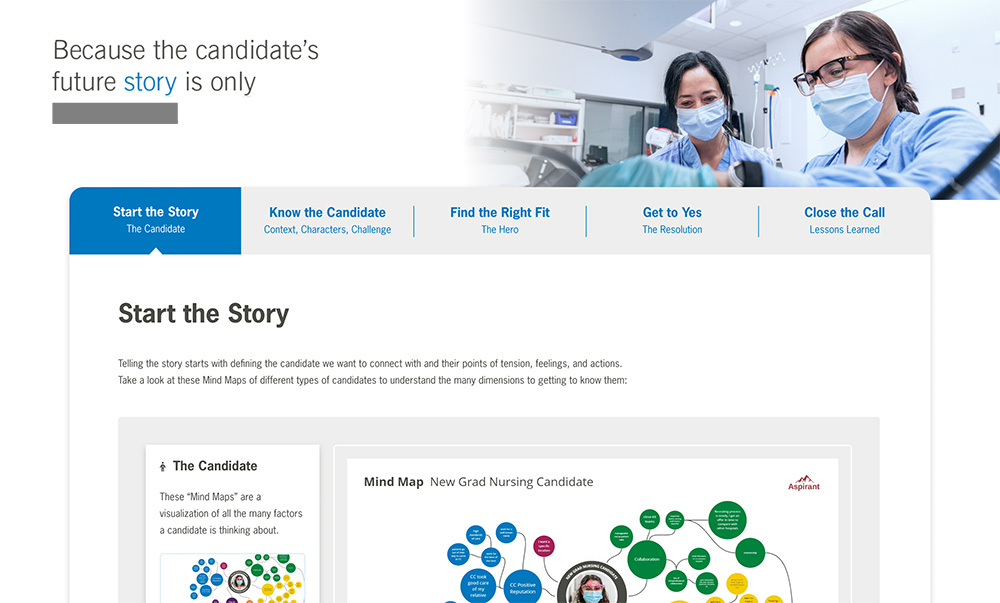 Because the candidate’s
future story is only
Start the Story
The Candidate
Know the Candidate
Context, Characters, Challenge
Find the Right Fit
The Hero
Get to Yes
The Resolution
Close the Call
Lessons Learned
Start the Story
Telling the story starts with defining the candidate we want to connect with and their points of tension, feelings, and actions.
Take a look at these Mind Maps of different types of candidates to understand the many dimensions to getting to know them:
The Candidate
These “Mind Maps” are a
visualization of all the many factors
a candidate is thinking about.
Mind Map New Grad Nursing Candidate
Aspirant
Collaboration
CC took
good care of
my relative
CC Positive
Reputation
NEW GRAD NURSING CANDIDATE